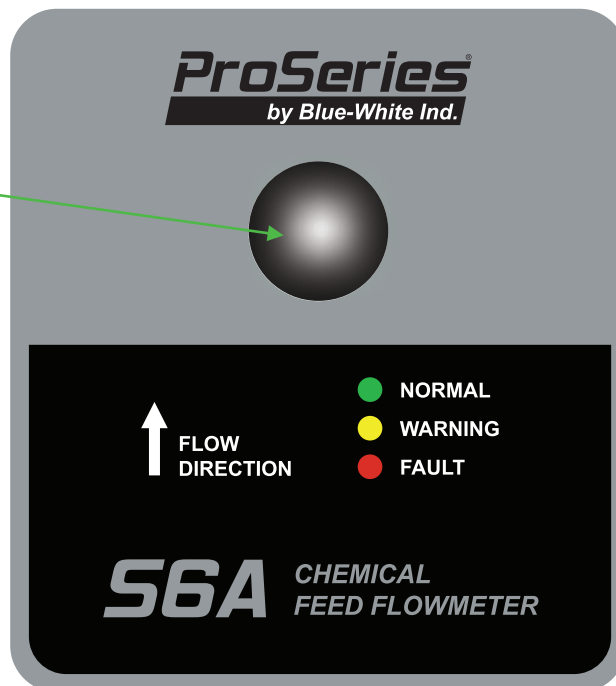 ProSeries®
by Blue-White Ind.
NORMAL
WARNING
FAULT
FLOW
DIRECTION
S6A
CHEMICAL
FEED FLOWMETER